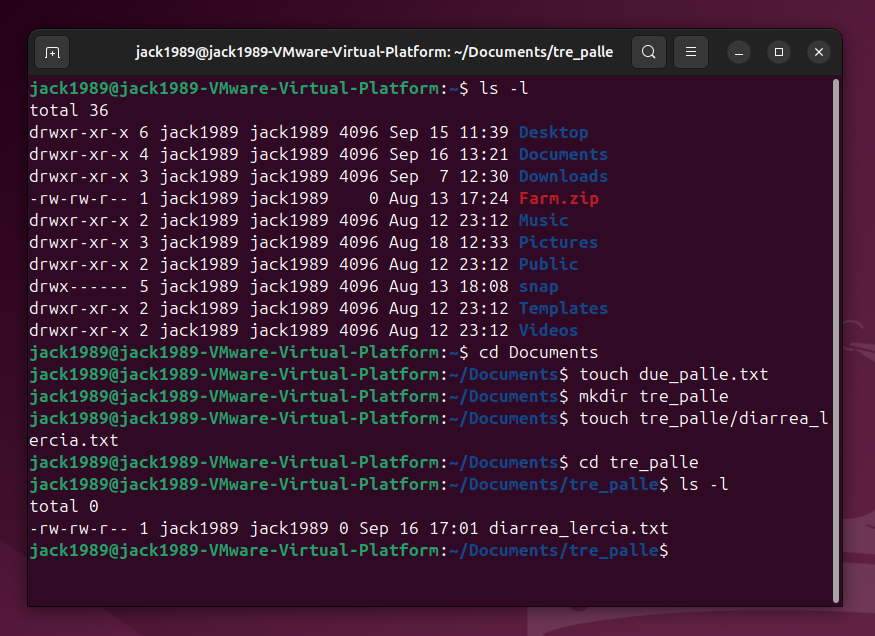 jack1989@jack1989-VMware-Virtual-Platform: ~/Documents/tre_palle
jack1989@jack1989-VMware-Virtual-Platform:~$ ls -l
total 36
drwxr-xr-x 6 jack1989 jack1989 4096 Sep 15 11:39 Desktop
drwxr-xr-x 4 jack1989 jack1989 4096 Sep 16 13:21 Documents
drwxr-xr-x 3 jack1989 jack1989 4096 Sep  7 12:30 Downloads
-rw-rw-r-- 1 jack1989 jack1989    0 Aug 13 17:24 Farm.zip
drwxr-xr-x 2 jack1989 jack1989 4096 Aug 12 23:12 Music
drwxr-xr-x 3 jack1989 jack1989 4096 Aug 18 12:33 Pictures
drwxr-xr-x 2 jack1989 jack1989 4096 Aug 12 23:12 Public
drwx------ 5 jack1989 jack1989 4096 Aug 13 18:08 snap
drwxr-xr-x 2 jack1989 jack1989 4096 Aug 12 23:12 Templates
drwxr-xr-x 2 jack1989 jack1989 4096 Aug 12 23:12 Videos
jack1989@jack1989-VMware-Virtual-Platform:~$ cd Documents
jack1989@jack1989-VMware-Virtual-Platform:~/Documents$ touch due_palle.txt
jack1989@jack1989-VMware-Virtual-Platform:~/Documents$ mkdir tre_palle
jack1989@jack1989-VMware-Virtual-Platform:~/Documents$ touch tre_palle/diarrea_l
ercia.txt
jack1989@jack1989-VMware-Virtual-Platform:~/Documents$ cd tre_palle
jack1989@jack1989-VMware-Virtual-Platform:~/Documents/tre_palle$ ls -l
total 0
-rw-rw-r-- 1 jack1989 jack1989 0 Sep 16 17:01 diarrea_lercia.txt
jack1989@jack1989-VMware-Virtual-Platform:~/Documents/tre_palle$